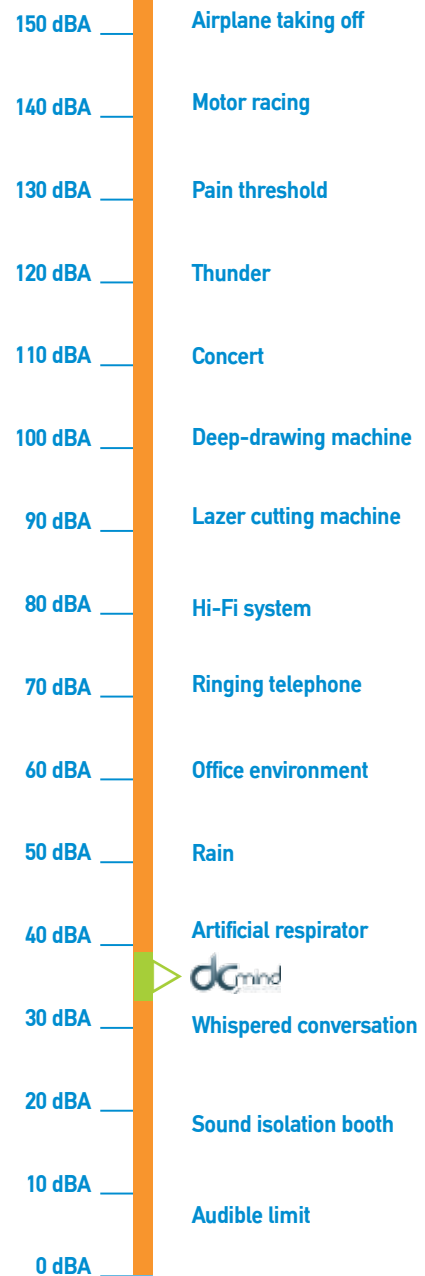 150 dBA Airplane taking off
140 dBA Motor racing
130 dBA Pain threshold
120 dBA Thunder
110 dBA Concert
100 dBA Deep-drawing machine
90 dBA Lazer cutting machine
80 dBA Hi-Fi system
70 dBA Ringing telephone
60 dBA Office environment
50 dBA Rain
40 dBA Artificial respirator
dcmind
30 dBA Whispered conversation
20 dBA Sound isolation booth
10 dBA Audible limit
0 dBA